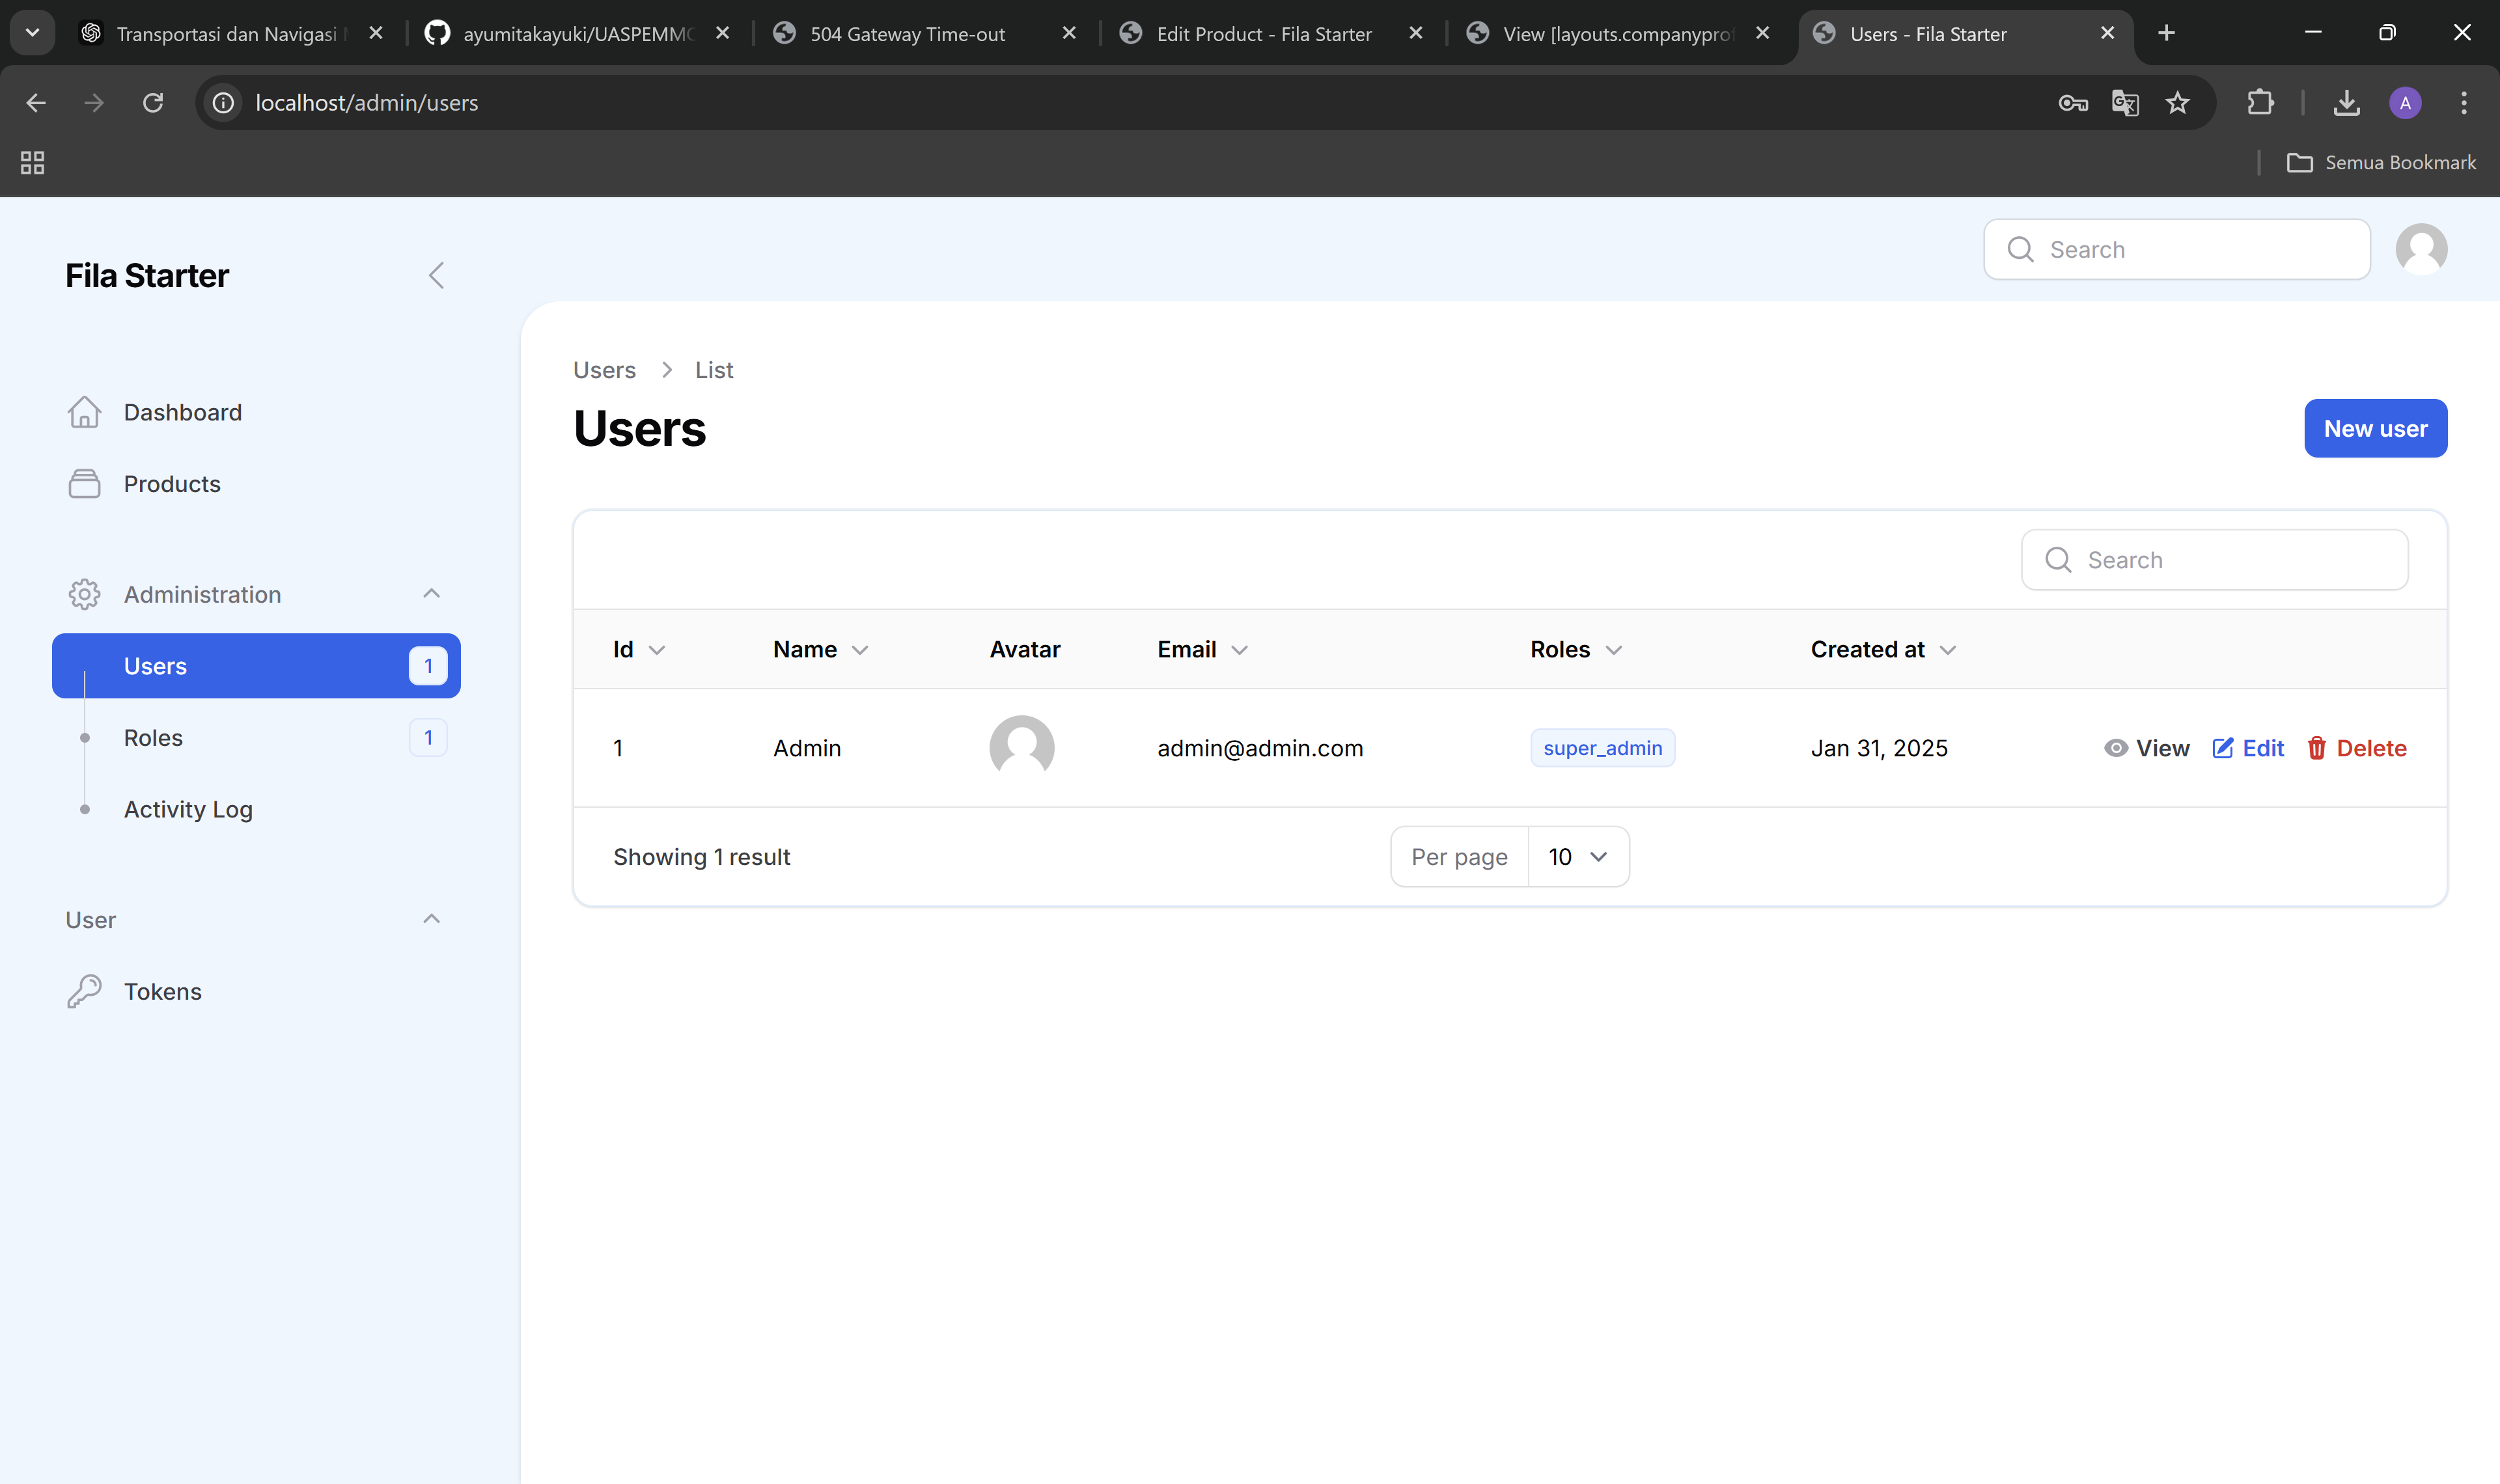 Transportasi dan Navigasi
ayumitakayuki/UASPEMMO
504 Gateway Time-out
Edit Product - Fila Starter
View [layouts.companyprof
Users - Fila Starter
localhost/admin/users
A
Semua Bookmark
Fila Starter
Search
Dashboard
Products
Administration
Users 1
Roles 1
Activity Log
User
Tokens
Users > List
Users
New user
Search
Id Name Avatar Email Roles Created at
1 Admin admin@admin.com super_admin Jan 31, 2025 View Edit Delete
Showing 1 result
Per page 10